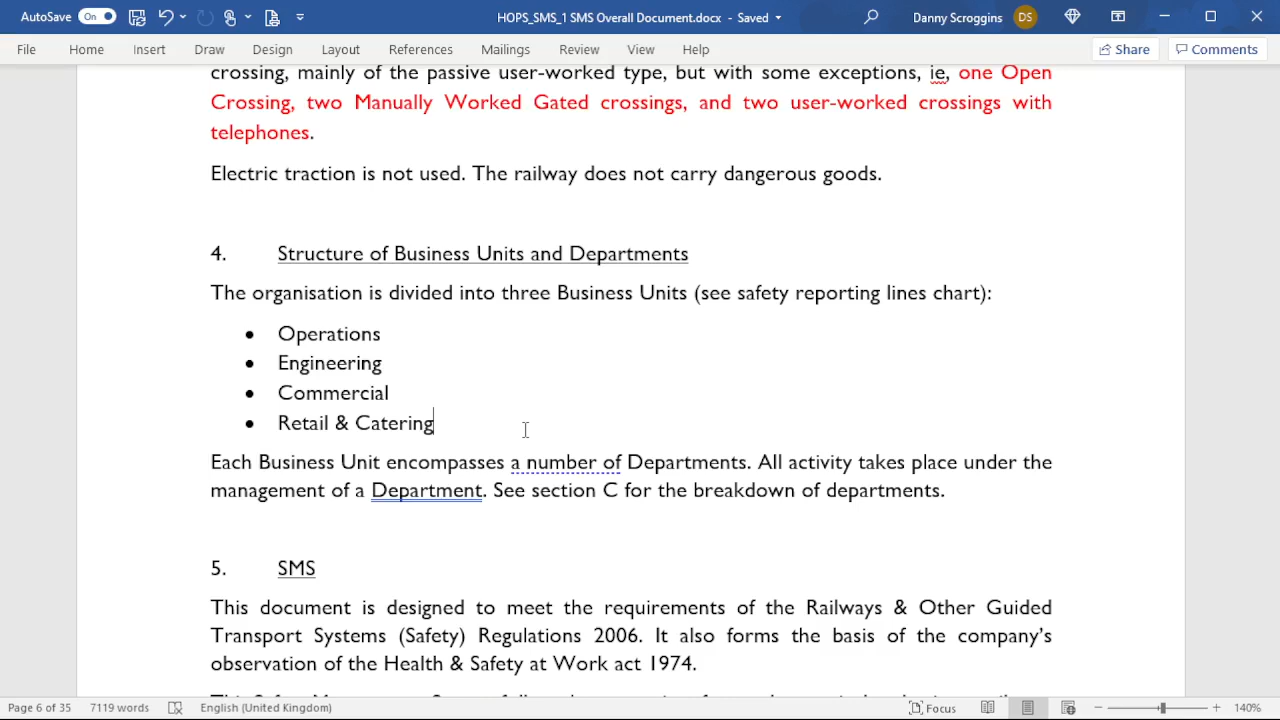 AutoSave On HOPS_SMS_1 SMS Overall Document.docx - Saved Danny Scroggins DS
File Home Insert Draw Design Layout References Mailings Review View Help Share Comments
crossing, mainly of the passive user-worked type, but with some exceptions, ie, one Open
Crossing, two Manually Worked Gated crossings, and two user-worked crossings with
telephones.
Electric traction is not used. The railway does not carry dangerous goods.
4. Structure of Business Units and Departments
The organisation is divided into three Business Units (see safety reporting lines chart):
• Operations
• Engineering
• Commercial
• Retail & Catering
Each Business Unit encompasses a number of Departments. All activity takes place under the
management of a Department. See section C for the breakdown of departments.
5. SMS
This document is designed to meet the requirements of the Railways & Other Guided
Transport Systems (Safety) Regulations 2006. It also forms the basis of the company's
observation of the Health & Safety at Work act 1974.
Page 6 of 35 7119 words English (United Kingdom) Focus 140%